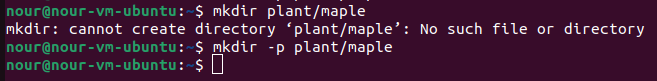 nour@nour-vm-ubuntu:~$ mkdir plant/maple
mkdir: cannot create directory ‘plant/maple’: No such file or directory
nour@nour-vm-ubuntu:~$ mkdir -p plant/maple
nour@nour-vm-ubuntu:~$